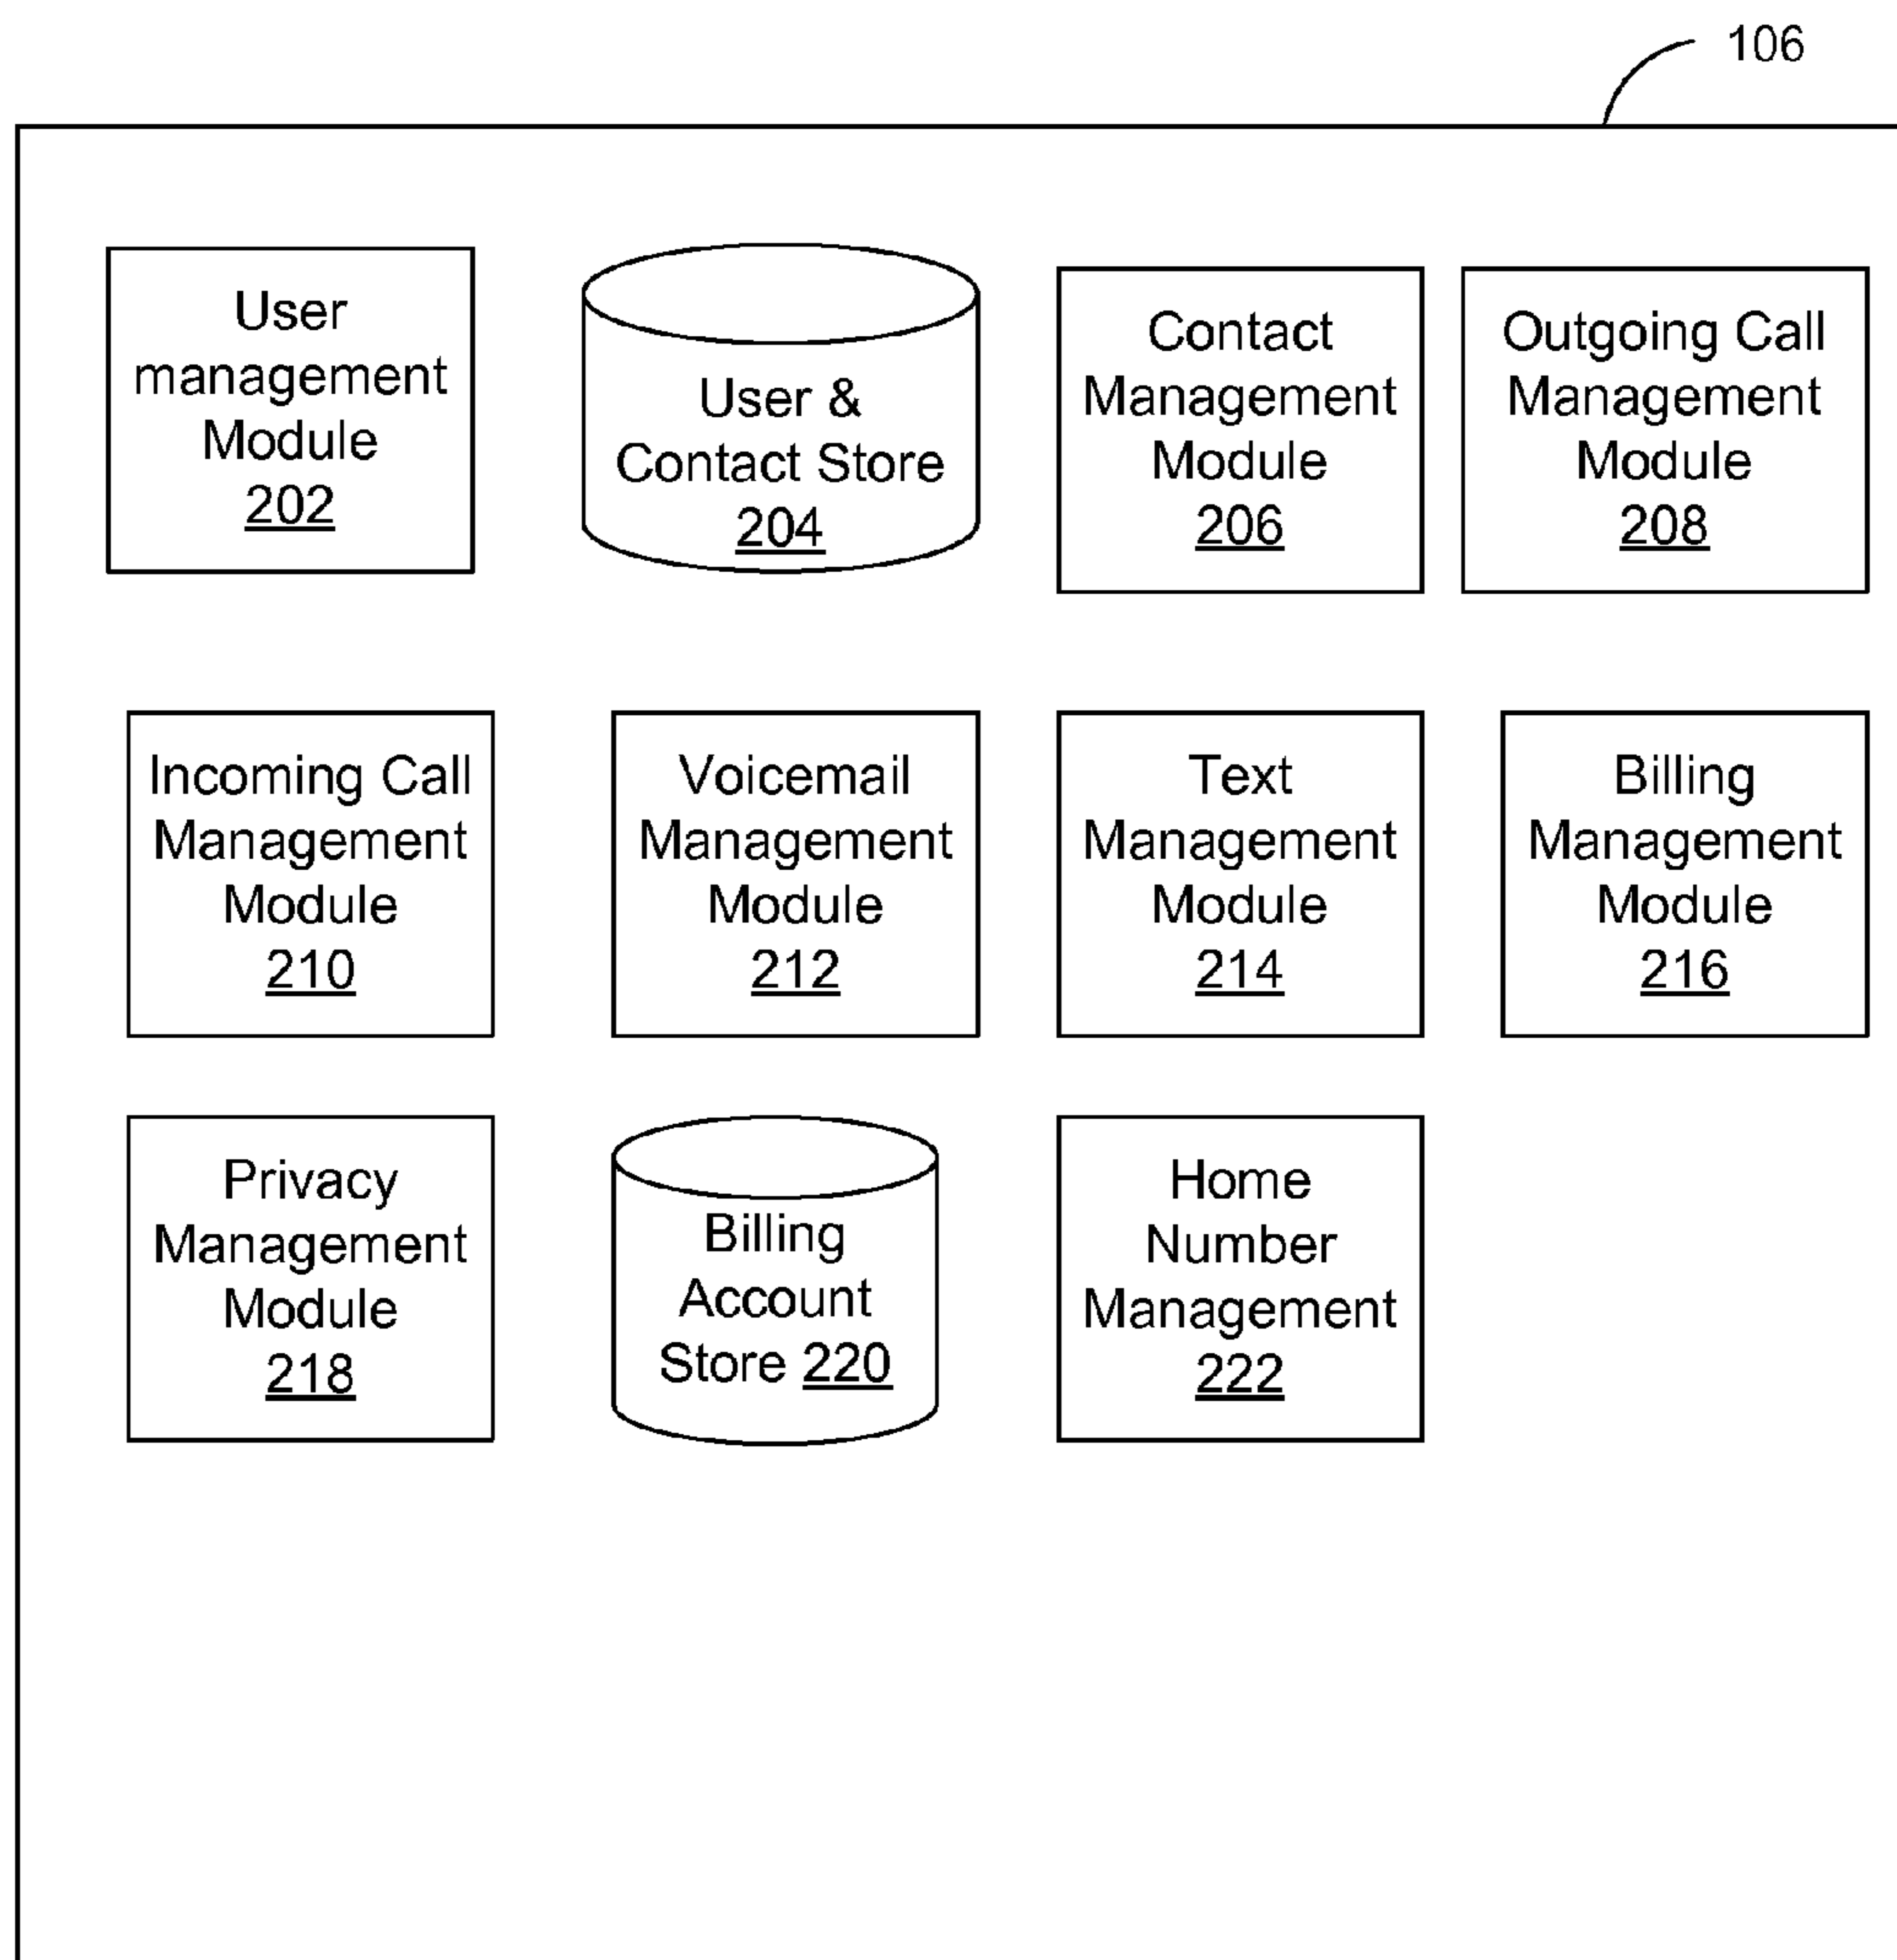 106
User
management
Module
202
User &
Contact Store
204
Contact
Management
Module
206
Outgoing Call
Management
Module
208
Incoming Call
Management
Module
210
Voicemail
Management
Module
212
Text
Management
Module
214
Billing
Management
Module
216
Privacy
Management
Module
218
Billing
Account
Store 220
Home
Number
Management
222